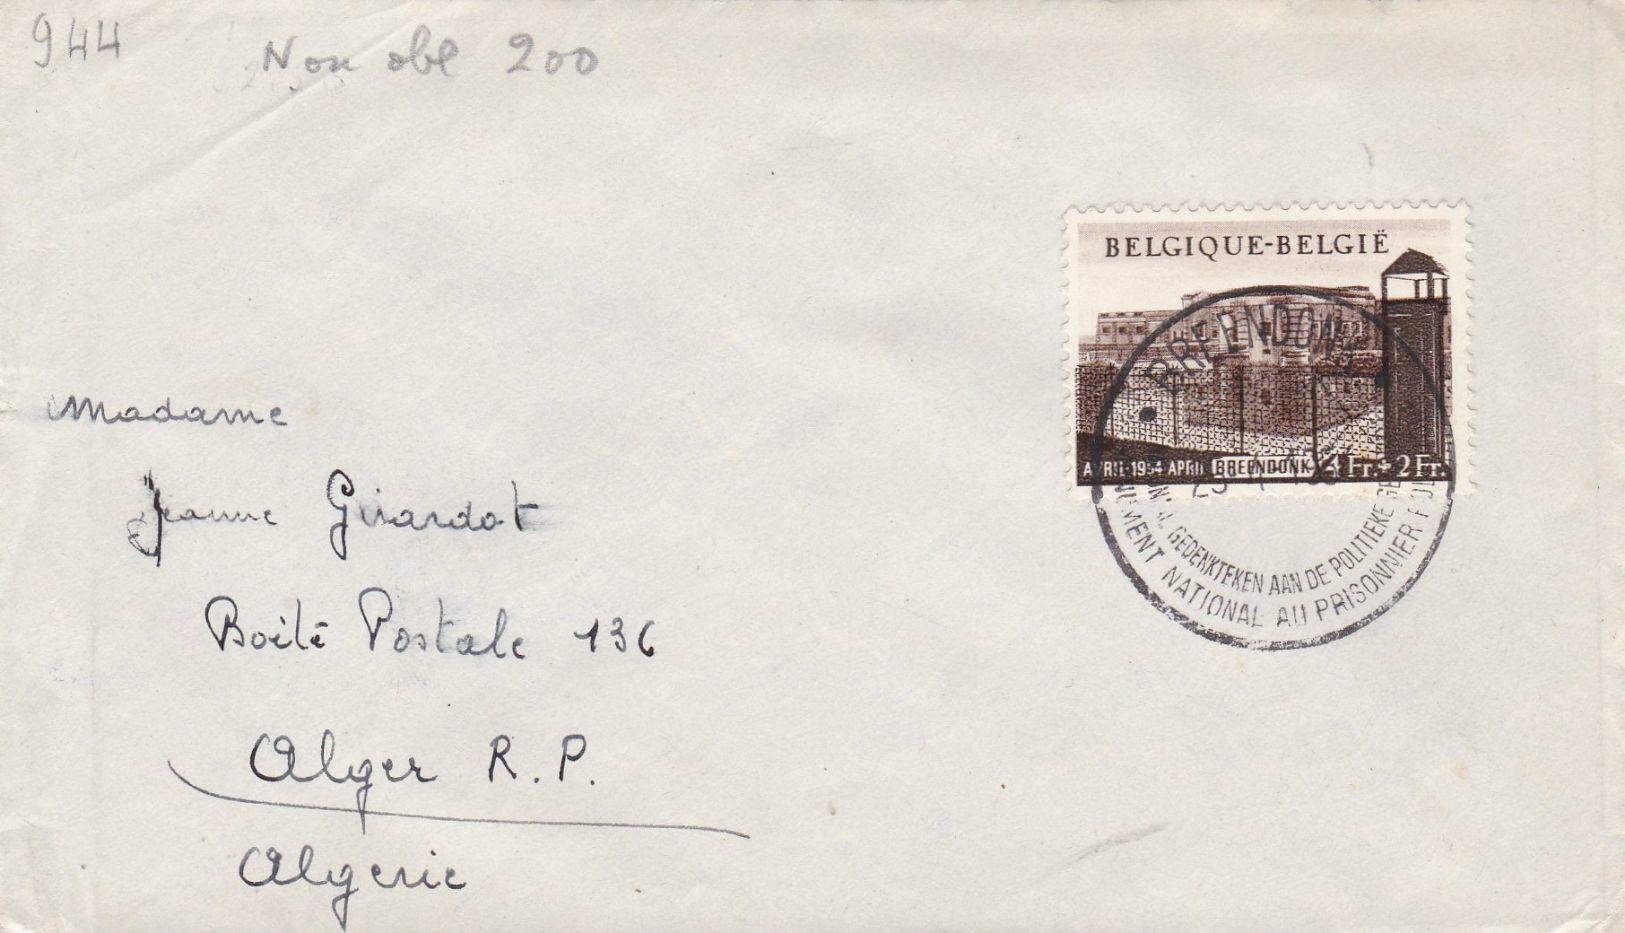 944
Non obl 200
BELGIQUE-BELGIË
BREENDONK
AVRIL-1954-APRIL BREENDONK 4 Fr.+2 Fr.
GEDENKTEKEN AAN DE POLITIEKE
NATIONAL AU PRISONNIER
Madame
Jeanne Girardot
Boîte Postale 136
Alger R. P.
Algerie